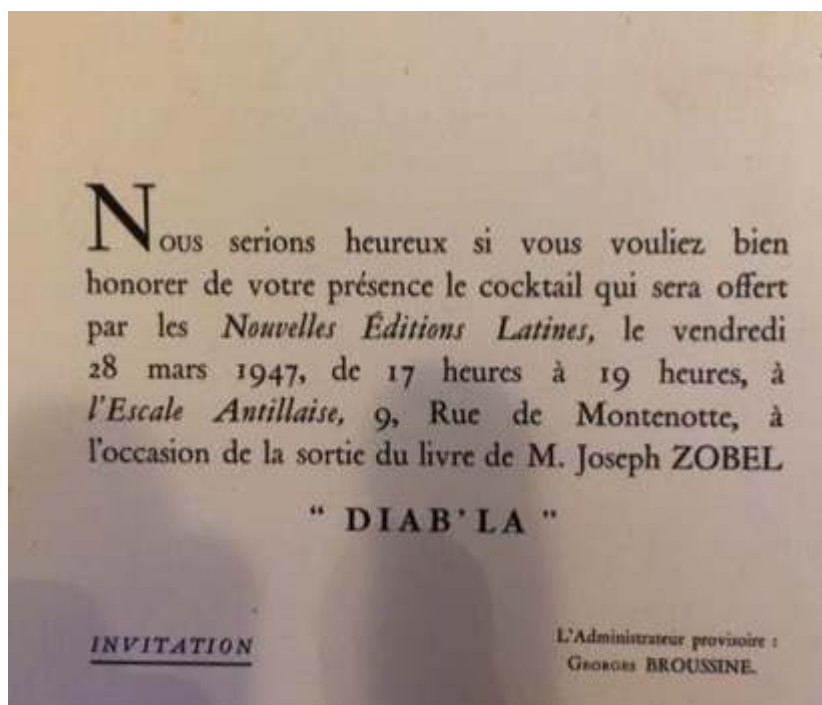 Nous serions heureux si vous vouliez bien
honorer de votre présence le cocktail qui sera offert
par les Nouvelles Éditions Latines, le vendredi
28 mars 1947, de 17 heures à 19 heures, à
l'Escale Antillaise, 9, Rue de Montenotte, à
l'occasion de la sortie du livre de M. Joseph ZOBEL
“ DIAB'LA ”
INVITATION
L'Administrateur provisoire :
Georges BROUSSINE.